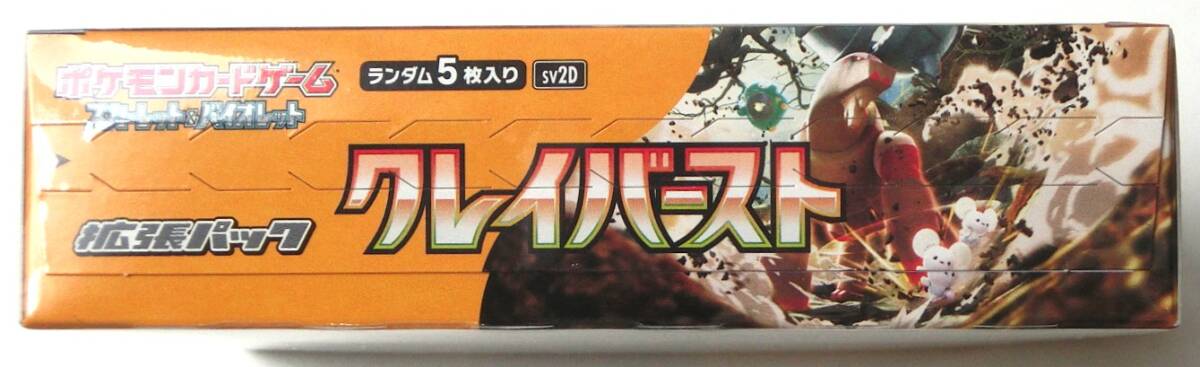 ポケモンカードゲーム
スカーレット&バイオレット
ランダム5枚入り sv2D
クレイバースト
拡張パック